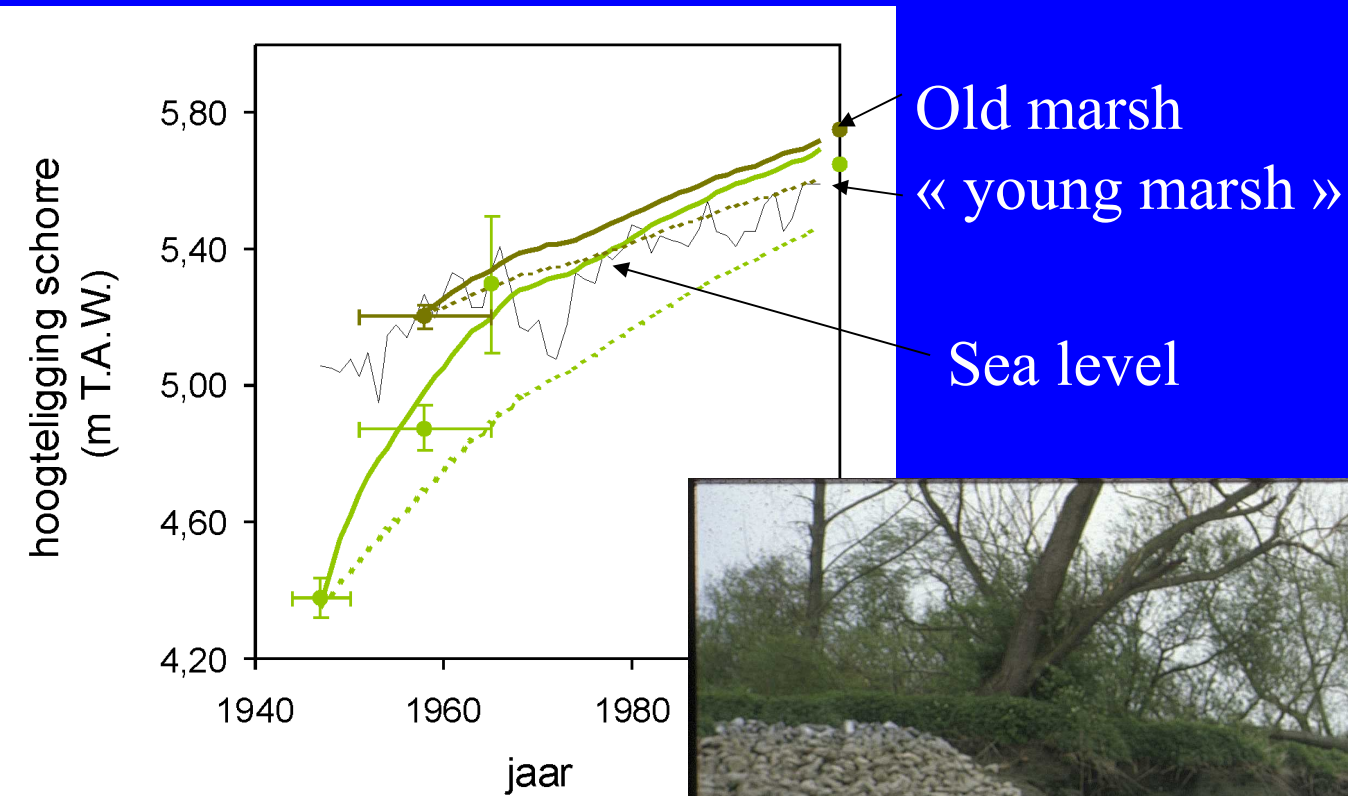 hoogteligging schorre
(m T.A.W.)
5,80
5,40
5,00
4,60
4,20
1940
1960
1980
jaar
Old marsh
« young marsh »
Sea level